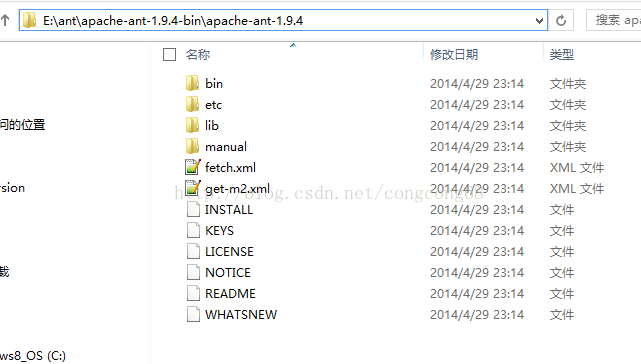 E:\ant\apache-ant-1.9.4-bin\apache-ant-1.9.4 搜索 apa
名称 修改日期 类型
bin 2014/4/29 23:14 文件夹
etc 2014/4/29 23:14 文件夹
问的位置 lib 2014/4/29 23:14 文件夹
manual 2014/4/29 23:14 文件夹
fetch.xml 2014/4/29 23:14 XML 文件
rsion get-m2.xml 2014/4/29 23:14 XML 文件
http://blog.csdn.net/congcong68
INSTALL 2014/4/29 23:14 文件
KEYS 2014/4/29 23:14 文件
LICENSE 2014/4/29 23:14 文件
载 NOTICE 2014/4/29 23:14 文件
README 2014/4/29 23:14 文件
WHATSNEW 2014/4/29 23:14 文件
ws8_OS (C:)